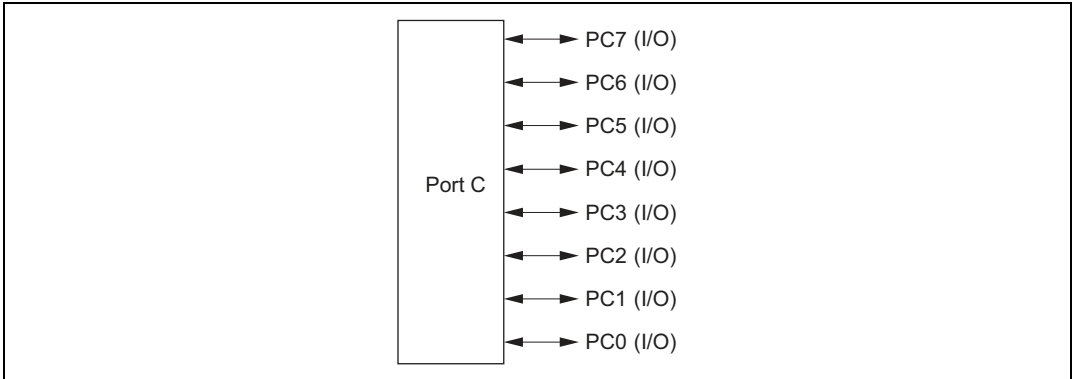 PC7 (I/O)
PC6 (I/O)
PC5 (I/O)
PC4 (I/O)
Port C
PC3 (I/O)
PC2 (I/O)
PC1 (I/O)
PC0 (I/O)